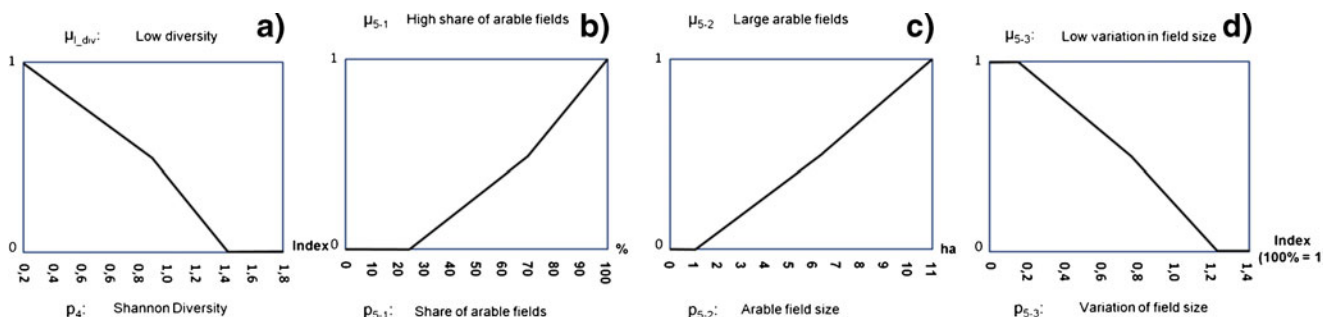 μl_div: Low diversity a)
1
0
0,2 0,4 0,6 0,8 1,0 1,2 1,4 1,6 1,8
Index
p4: Shannon Diversity
μ5-1 High share of arable fields b)
1
0
0 10 20 30 40 50 60 70 80 90 100
%
p5-1: Share of arable fields
μ5-2 Large arable fields c)
1
0
0 1 2 3 4 5 6 7 8 9 10 11
ha
p5-2: Arable field size
μ5-3: Low variation in field size d)
1
0
0 0,2 0,4 0,6 0,8 1,0 1,2 1,4
Index
(100% = 1
p5-3: Variation of field size